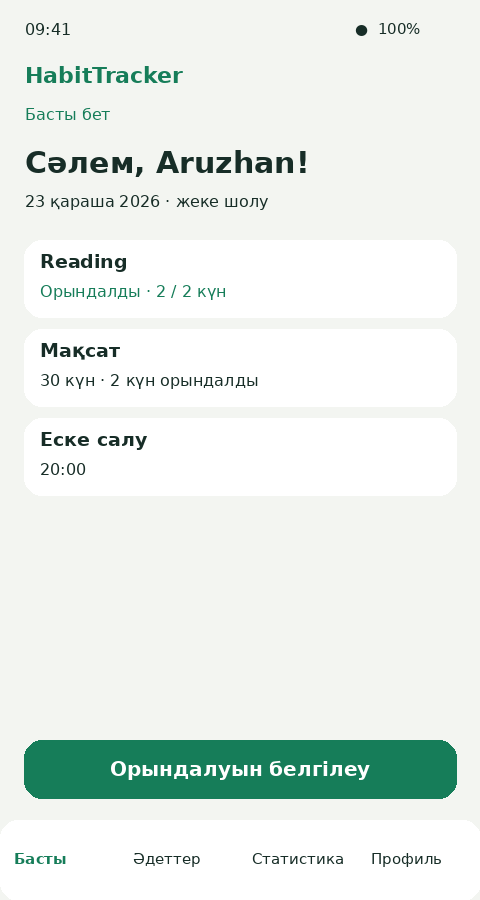 09:41 ● 100%
HabitTracker
Басты бет
Сәлем, Aruzhan!
23 қараша 2026 · жеке шолу
Reading
Орындалды · 2 / 2 күн
Мақсат
30 күн · 2 күн орындалды
Еске салу
20:00
Орындалуын белгілеу
Басты Әдеттер Статистика Профиль